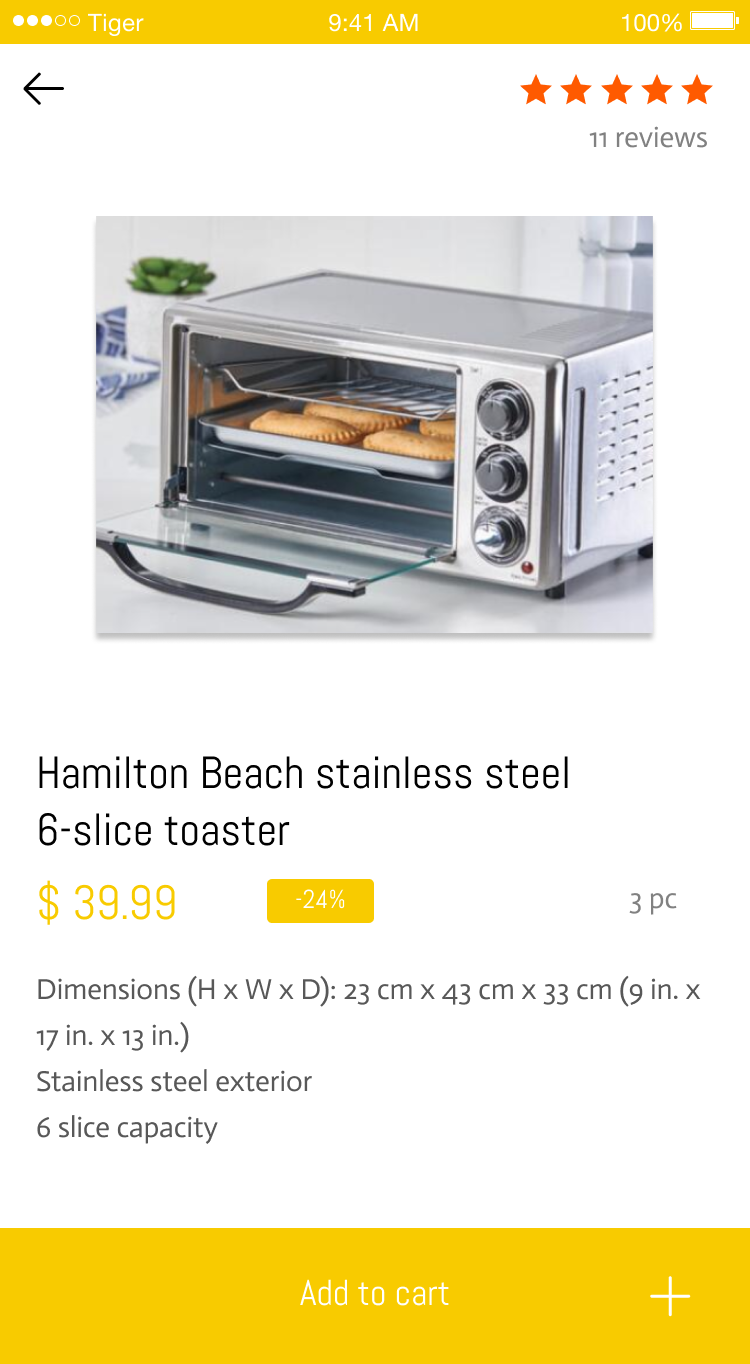 Tiger 9:41 AM 100%
11 reviews
Hamilton Beach stainless steel
6-slice toaster
$ 39.99 -24% 3 pc
Dimensions (H x W x D): 23 cm x 43 cm x 33 cm (9 in. x
17 in. x 13 in.)
Stainless steel exterior
6 slice capacity
Add to cart